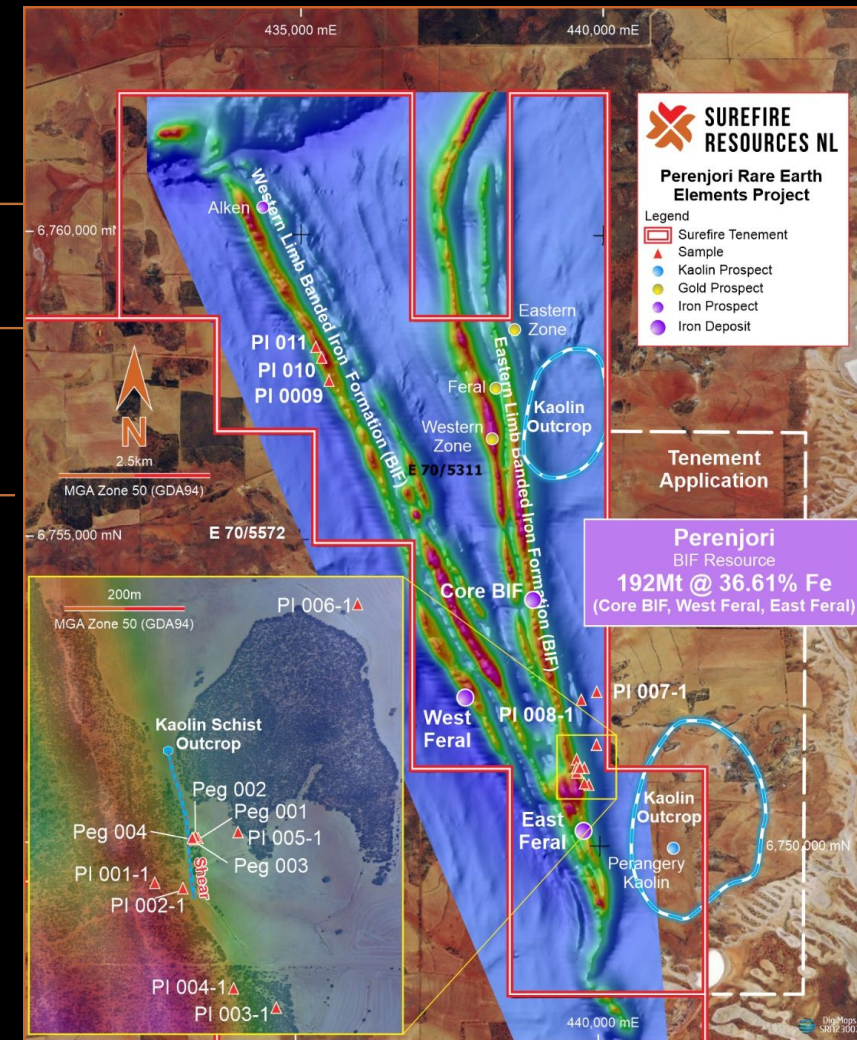 435,000 mE
440,000 mE
SUREFIRE
RESOURCES NL
Perenjori Rare Earth
Elements Project
Legend
Surefire Tenement
Sample
Kaolin Prospect
Gold Prospect
Iron Prospect
Iron Deposit
Alken
6,760,000 mN
Western Limb Banded Iron Formation (BIF)
Eastern Limb Banded Iron Formation (BIF)
Eastern
Zone
PI 011
PI 010
PI 0009
Feral
Kaolin
Outcrop
Western
Zone
N
2.5km
MGA Zone 50 (GDA94)
E 70/5311
Tenement
Application
6,755,000 mN
E 70/5572
Perenjori
BIF Resource
192Mt @ 36.61% Fe
(Core BIF, West Feral, East Feral)
Core BIF
200m
MGA Zone 50 (GDA94)
PI 006-1
PI 007-1
PI 008-1
West
Feral
Kaolin Schist
Outcrop
Peg 002
Peg 001
Peg 004
PI 005-1
Peg 003
Shear
PI 001-1
PI 002-1
PI 004-1
PI 003-1
East
Feral
Kaolin
Outcrop
Perangery
Kaolin
6,750,000 mN
440,000 mE